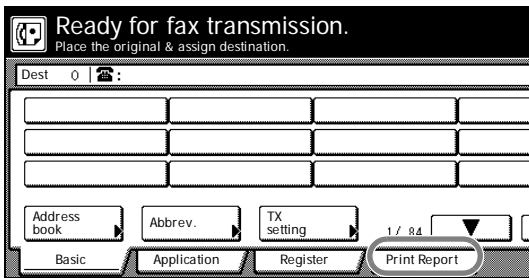 Ready for fax transmission.
Place the original & assign destination.
Dest 0 :
Address book
Abbrev.
TX setting
1/ 84
Basic
Application
Register
Print Report